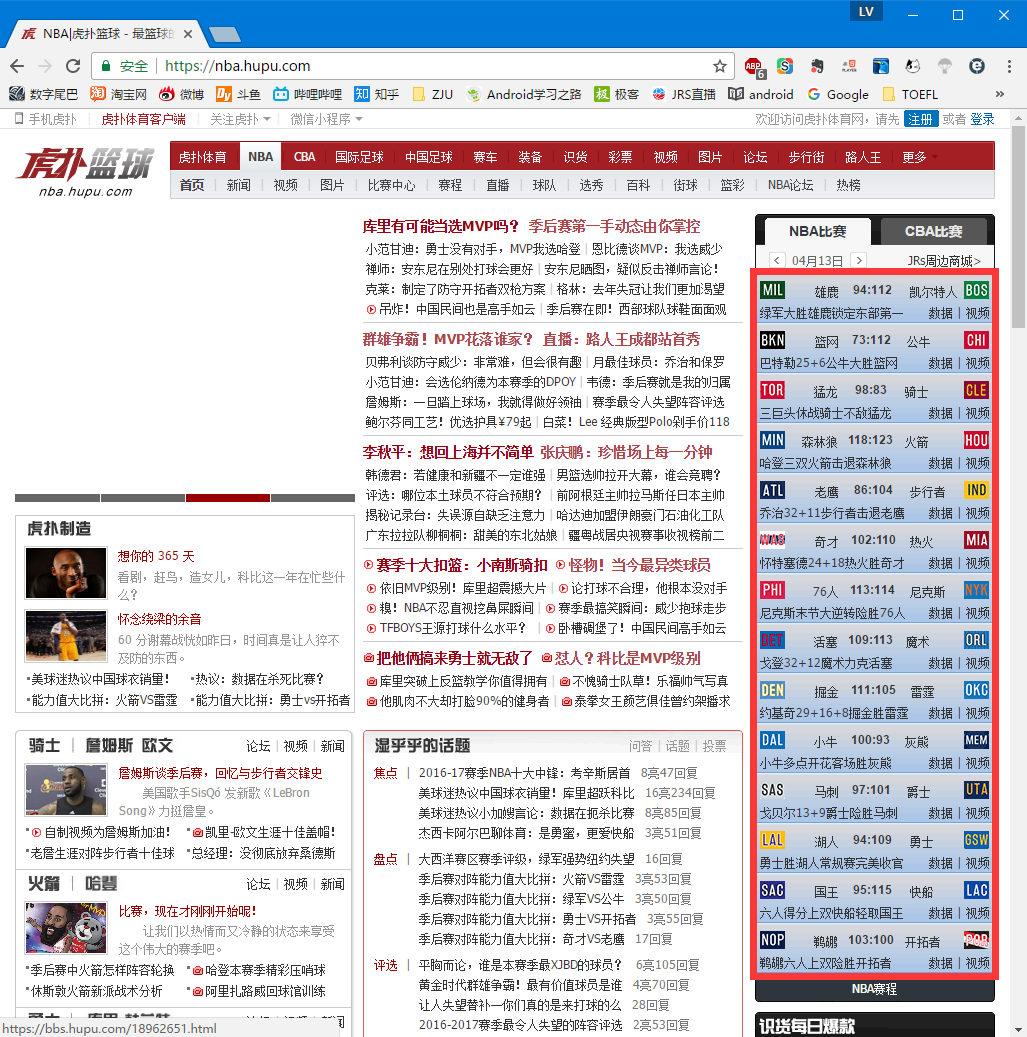 LV
NBA|虎扑篮球 - 最篮球的
安全 | https://nba.hupu.com
数字尾巴 淘宝网 微博 斗鱼 哔哩哔哩 知乎 ZJU Android学习之路 极客 JRS直播 android Google TOEFL »
手机虎扑 虎扑体育客户端 关注虎扑 微信小程序 欢迎访问虎扑体育网，请先 注册 或者 登录
虎扑篮球
nba.hupu.com
虎扑体育 NBA CBA 国际足球 中国足球 赛车 装备 识货 彩票 视频 图片 论坛 步行街 路人王 更多
首页 新闻 视频 图片 比赛中心 赛程 直播 球队 选秀 百科 街球 篮彩 NBA论坛 热榜
库里有可能当选MVP吗？ 季后赛第一手动态由你掌控
小范甘迪：勇士没有对手，MVP我选哈登 | 恩比德谈MVP：我选威少
禅师：安东尼在别处打球会更好 | 安东尼晒图，疑似反击禅师言论！
克莱：制定了防守开拓者双枪方案 | 格林：去年失冠让我们更加渴望
吊炸！中国民间也是高手如云 | 季后赛在即！西部球队球鞋面面观
群雄争霸！MVP花落谁家？ 直播：路人王成都站首秀
贝弗利谈防守威少：非常难，但会很有趣 | 月最佳球员：乔治和保罗
小范甘迪：会选伦纳德为本赛季的DPOY | 韦德：季后赛就是我的归属
詹姆斯：一旦踏上球场，我就得做好领袖 | 赛季最令人失望阵容评选
鲍尔芬同工艺！优选护具¥79起 | 白菜！Lee 经典版型Polo剁手价118
李秋平：想回上海并不简单 张庆鹏：珍惜场上每一分钟
韩德君：若健康和新疆不一定谁强 | 男篮选帅拉开大幕，谁会竞聘？
评选：哪位本土球员不符合预期？ | 前阿根廷主帅拉马斯任日本主帅
揭秘记录台：失误源自缺乏注意力 | 哈达迪加盟伊朗豪门石油化工队
广东拉拉队柳桐桐：甜美的东北姑娘 | 疆粤战居央视赛事收视榜前二
赛季十大扣篮：小南斯骑扣 怪物！当今最异类球员
依旧MVP级别！库里超震撼大片 | 论打球不合理，他根本没对手
糗！NBA不忍直视挖鼻屎瞬间 | 赛季最搞笑瞬间：威少抱球走步
TFBOYS王源打球什么水平？ | 卧槽碉堡了！中国民间高手如云
把他俩搞来勇士就无敌了 怼人？科比是MVP级别
库里突破上反篮教学你值得拥有 | 不愧骑士队草！乐福帅气写真
他肌肉不大却打脸90%的健身者 | 泰拳女王颜艺俱佳曾约架播求
虎扑制造
想你的 365 天
看剧，赶鸟，造女儿，科比这一年在忙些什么？
怀念绕梁的余音
60 分谢幕战恍如昨日，时间真是让人猝不及防的东西。
美球迷热议中国球衣销量！ 热议：数据在杀死比赛？
能力值大比拼：火箭VS雷霆 能力值大比拼：勇士vs开拓者
骑士 | 詹姆斯 欧文 论坛 | 视频 | 新闻
詹姆斯谈季后赛，回忆与步行者交锋史
美国歌手SisQó 发新歌《LeBron Song》力挺詹皇。
自制视频为詹姆斯加油！ 凯里-欧文生涯十佳盖帽！
老詹生涯对阵步行者十佳球 总经理：没彻底放弃桑德斯
火箭 | 哈登 论坛 | 视频 | 新闻
比赛，现在才刚刚开始呢！
让我们以热情而又冷静的状态来享受这个伟大的赛季吧。
季后赛中火箭怎样阵容轮换 哈登本赛季精彩压哨球
休斯敦火箭新派战术分析 阿里扎路威回球馆训练
湿乎乎的话题 问答 | 话题 | 投票
焦点 | 2016-17赛季NBA十大中锋：考辛斯居首 8亮47回复
美球迷热议中国球衣销量！库里超跃科比 16亮234回复
球迷热议小加嫂言论：数据在扼杀比赛 8亮85回复
杰西卡阿尔巴聊体育：是勇蜜，更爱快船 3亮51回复
盘点 | 大西洋赛区赛季评级，绿军强势纽约失望 16回复
季后赛对阵能力值大比拼：火箭VS雷霆 3亮53回复
季后赛对阵能力值大比拼：绿军VS公牛 3亮50回复
季后赛对阵能力值大比拼：勇士VS开拓者 3亮55回复
季后赛对阵能力值大比拼：奇才VS老鹰 17回复
评选 | 平胸而论，谁是本赛季最XJBD的球员？ 6亮105回复
黄金时代群雄争霸！最有价值球员是谁 4亮70回复
让人失望替补—你们真的是来打球的么 28回复
2016-2017赛季最令人失望的阵容评选 2亮53回复
NBA比赛 CBA比赛
< 04月13日 > JRs周边商城>
MIL 雄鹿 94:112 凯尔特人 BOS
绿军大胜雄鹿锁定东部第一 数据 | 视频
BKN 篮网 73:112 公牛 CHI
巴特勒25+6公牛大胜篮网 数据 | 视频
TOR 猛龙 98:83 骑士 CLE
三巨头休战骑士不敌猛龙 数据 | 视频
MIN 森林狼 118:123 火箭 HOU
哈登三双火箭击退森林狼 数据 | 视频
ATL 老鹰 86:104 步行者 IND
乔治32+11步行者击退老鹰 数据 | 视频
WAS 奇才 102:110 热火 MIA
怀特塞德24+18热火胜奇才 数据 | 视频
PHI 76人 113:114 尼克斯 NYK
尼克斯末节大逆转险胜76人 数据 | 视频
DET 活塞 109:113 魔术 ORL
戈登32+12魔术力克活塞 数据 | 视频
DEN 掘金 111:105 雷霆 OKC
约基奇29+16+8掘金胜雷霆 数据 | 视频
DAL 小牛 100:93 灰熊 MEM
小牛多点开花客场胜灰熊 数据 | 视频
SAS 马刺 97:101 爵士 UTA
戈贝尔13+9爵士险胜马刺 数据 | 视频
LAL 湖人 94:109 勇士 GSW
勇士胜湖人常规赛完美收官 数据 | 视频
SAC 国王 95:115 快船 LAC
六人得分上双快船轻取国王 数据 | 视频
NOP 鹈鹕 103:100 开拓者 POR
鹈鹕六人上双险胜开拓者 数据 | 视频
NBA赛程
识货每日爆款
https://bbs.hupu.com/18962651.html